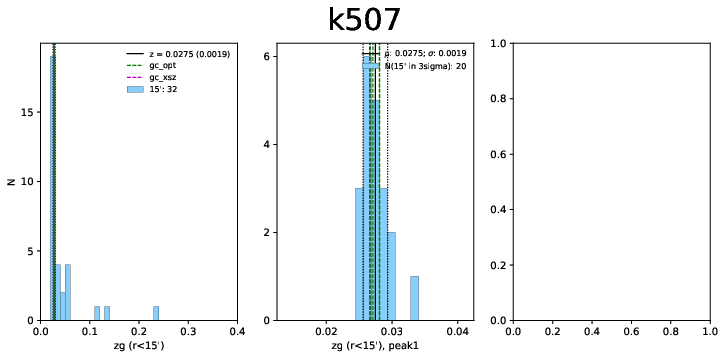 k507
z = 0.0275 (0.0019)
gc_opt
gc_xsz
15': 32
N
15
10
5
0
0.0 0.1 0.2 0.3 0.4
zg (r<15')
μ: 0.0275; σ: 0.0019
N(15' in 3sigma): 20
6
4
2
0
0.02 0.03 0.04
zg (r<15'), peak1
1.0
0.8
0.6
0.4
0.2
0.0
0.0 0.2 0.4 0.6 0.8 1.0